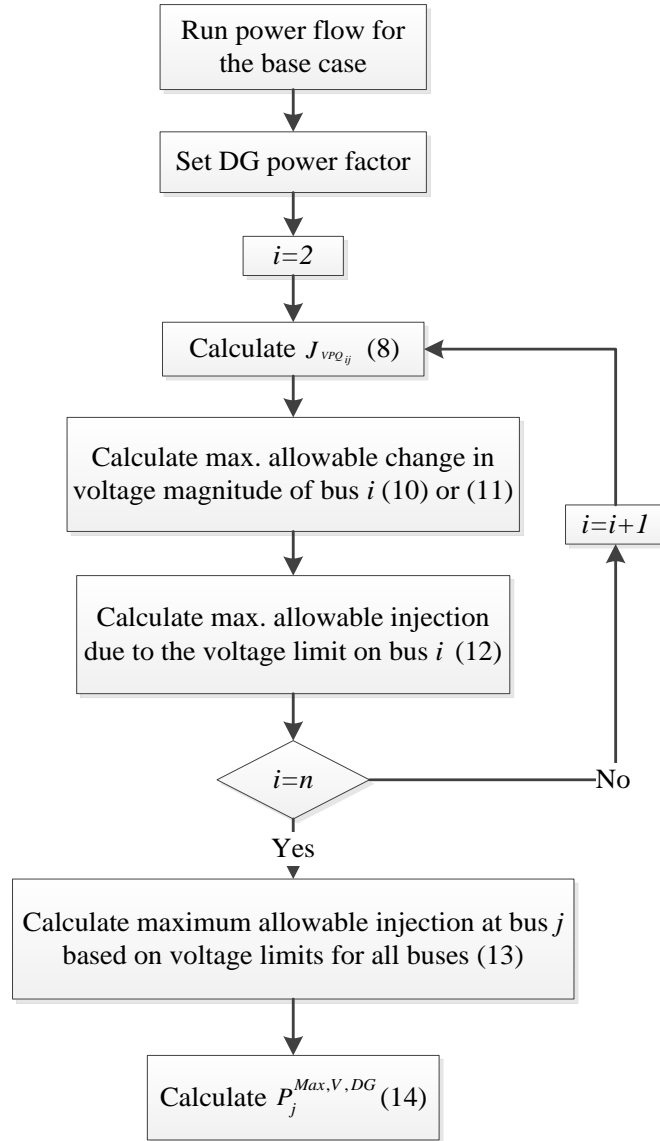 Run power flow for
the base case
Set DG power factor
i=2
Calculate J_{VPQ_{ij}} (8)
Calculate max. allowable change in
voltage magnitude of bus i (10) or (11)
i=i+1
Calculate max. allowable injection
due to the voltage limit on bus i (12)
i=n
No
Yes
Calculate maximum allowable injection at bus j
based on voltage limits for all buses (13)
Calculate P_j^{Max,V,DG} (14)